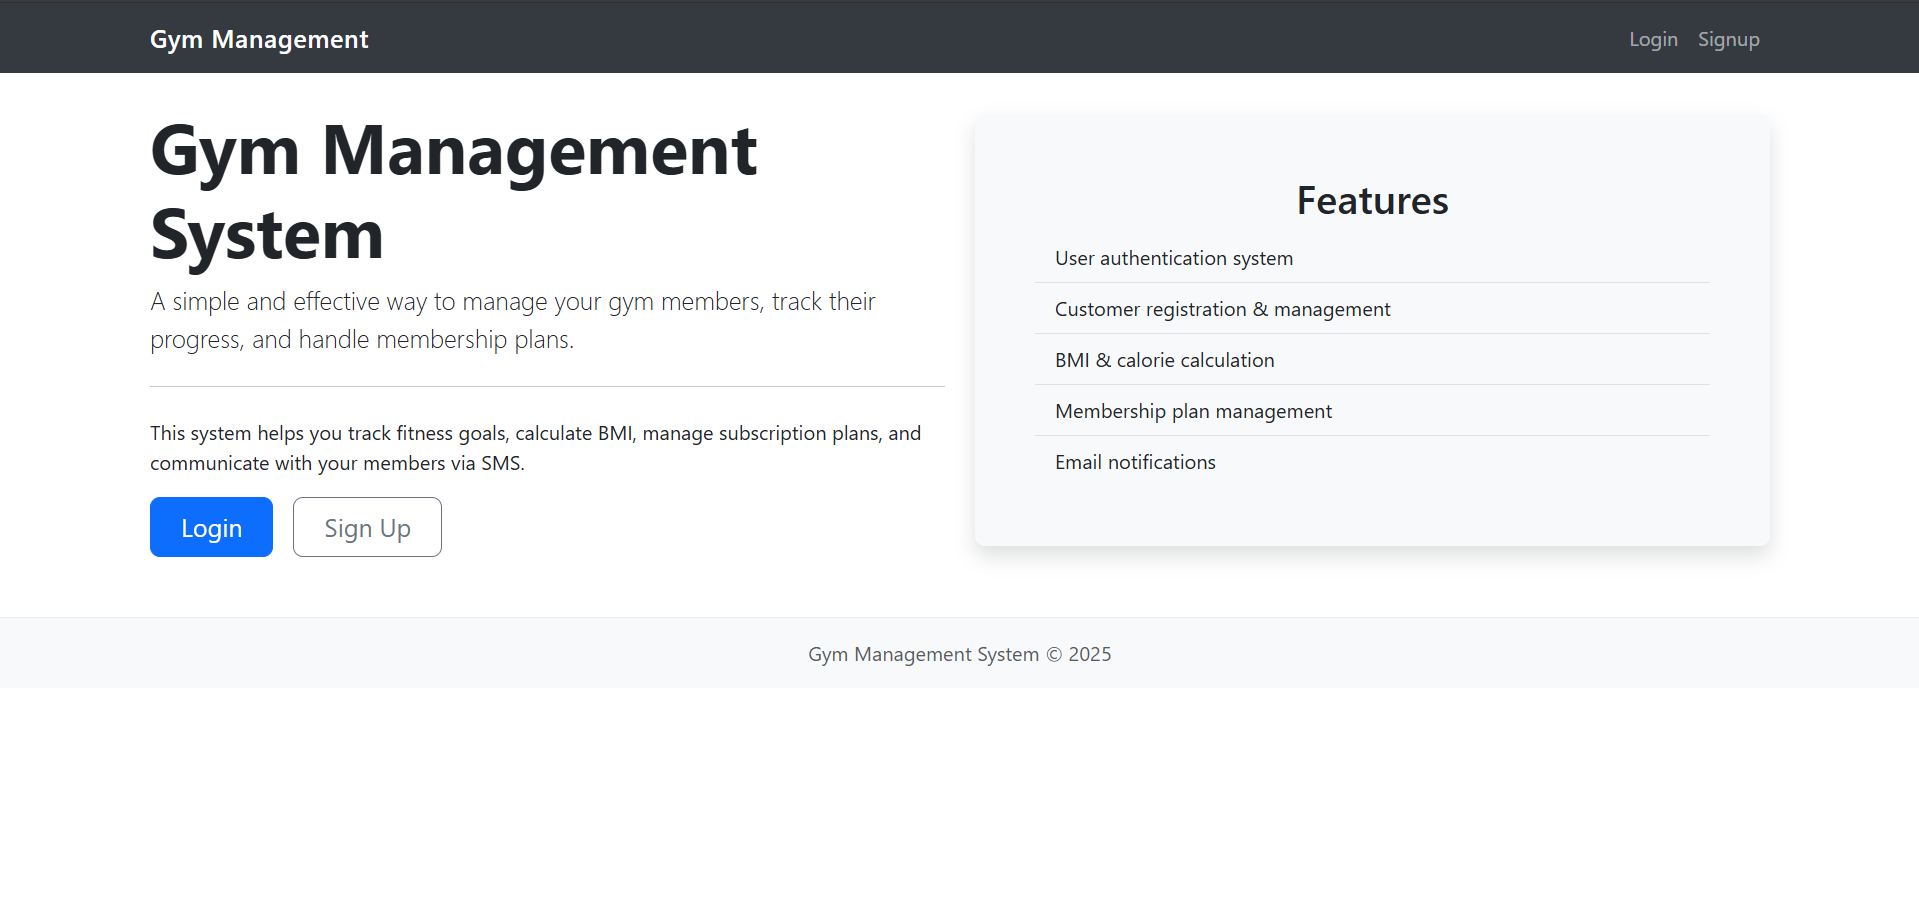 Gym Management
Login
Signup
Gym Management
System
A simple and effective way to manage your gym members, track their
progress, and handle membership plans.
This system helps you track fitness goals, calculate BMI, manage subscription plans, and
communicate with your members via SMS.
Login
Sign Up
Features
User authentication system
Customer registration & management
BMI & calorie calculation
Membership plan management
Email notifications
Gym Management System © 2025